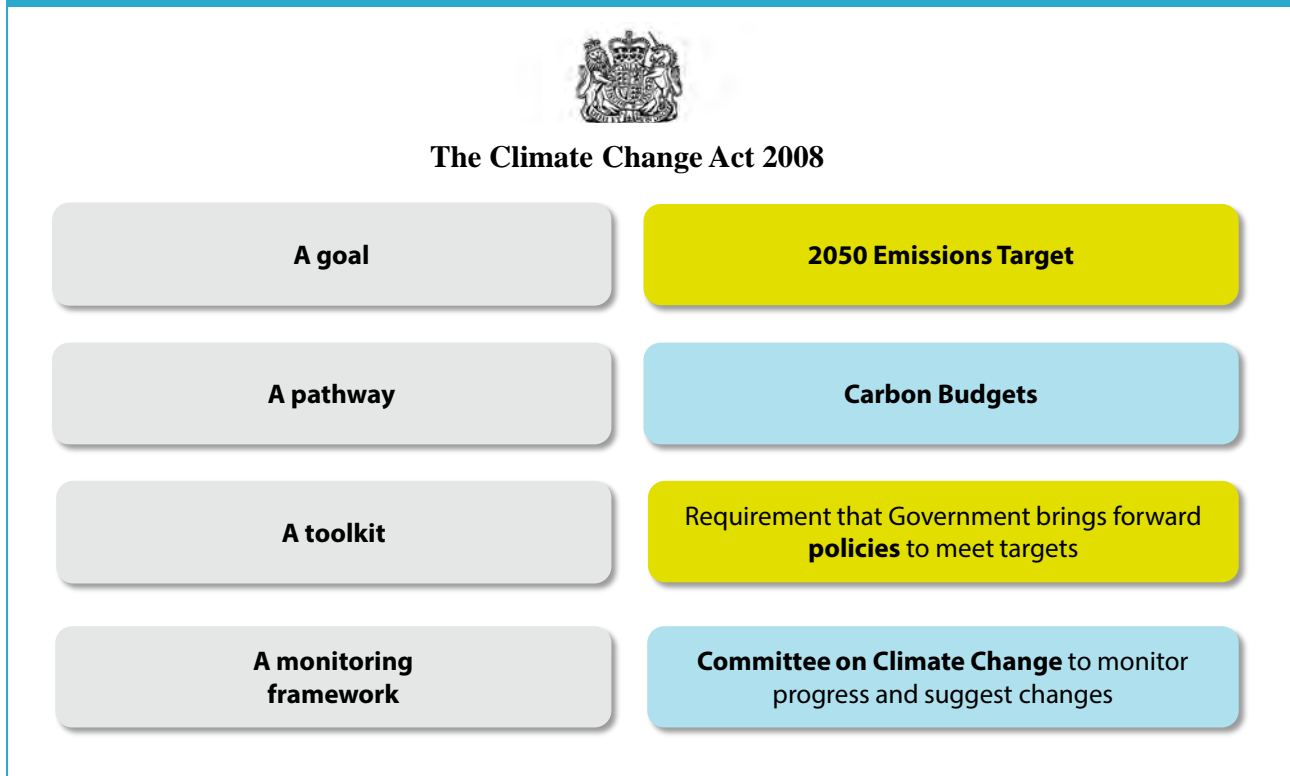 The Climate Change Act 2008
A goal
2050 Emissions Target
A pathway
Carbon Budgets
A toolkit
Requirement that Government brings forward
policies to meet targets
A monitoring
framework
Committee on Climate Change to monitor
progress and suggest changes